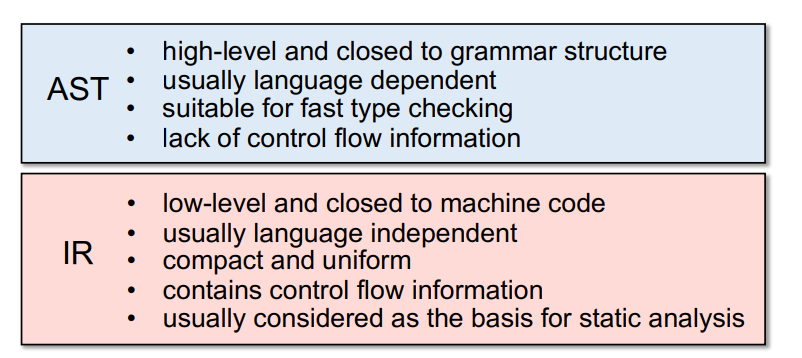 AST
• high-level and closed to grammar structure
• usually language dependent
• suitable for fast type checking
• lack of control flow information
IR
• low-level and closed to machine code
• usually language independent
• compact and uniform
• contains control flow information
• usually considered as the basis for static analysis